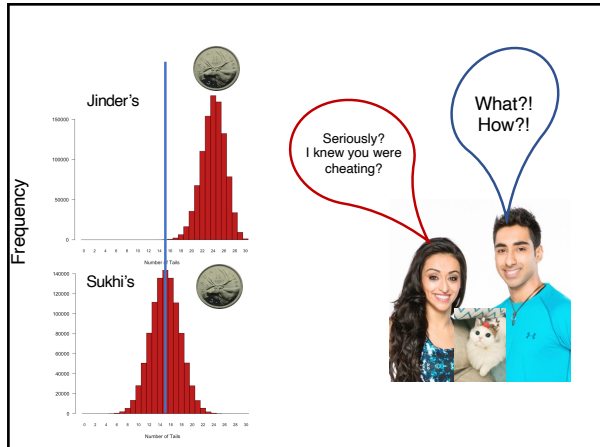 Jinder's
Frequency
150000
100000
50000
0
0 2 4 6 8 10 12 14 16 18 20 22 24 26 28 30
Number of Tails
Sukhi's
140000
120000
100000
80000
60000
40000
20000
0
0 2 4 6 8 10 12 14 16 18 20 22 24 26 28 30
Number of Tails
Seriously?
I knew you were
cheating?
What?!
How?!